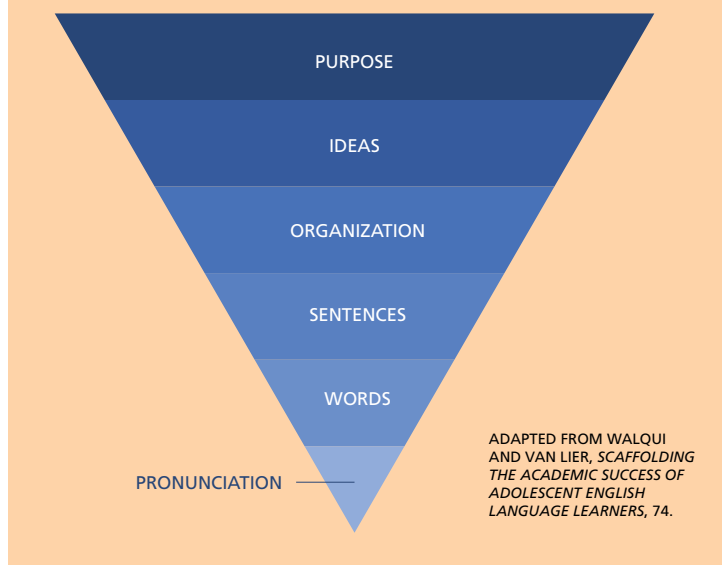 PURPOSE
IDEAS
ORGANIZATION
SENTENCES
WORDS
PRONUNCIATION
ADAPTED FROM WALQUI
AND VAN LIER, SCAFFOLDING
THE ACADEMIC SUCCESS OF
ADOLESCENT ENGLISH
LANGUAGE LEARNERS, 74.